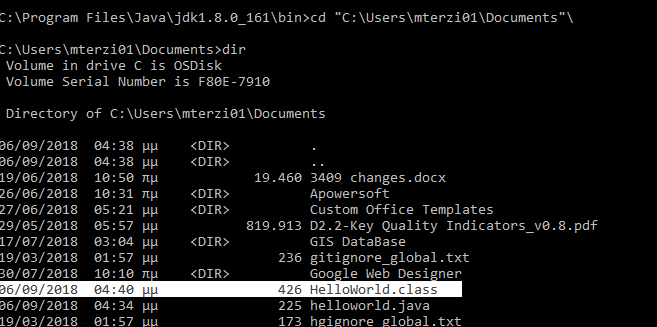 C:\Program Files\Java\jdk1.8.0_161\bin>cd "C:\Users\mterzi01\Documents"\
C:\Users\mterzi01\Documents>dir
Volume in drive C is OSDisk
Volume Serial Number is F80E-7910
Directory of C:\Users\mterzi01\Documents
06/09/2018 04:38 μμ <DIR> .
06/09/2018 04:38 μμ <DIR> ..
19/06/2018 10:50 πμ 19.460 3409 changes.docx
26/06/2018 10:31 πμ <DIR> Apowersoft
27/06/2018 05:21 μμ <DIR> Custom Office Templates
29/05/2018 05:57 μμ 819.913 D2.2-Key Quality Indicators_v0.8.pdf
17/07/2018 03:04 μμ <DIR> GIS DataBase
19/03/2018 01:57 μμ 236 gitignore_global.txt
30/07/2018 10:10 πμ <DIR> Google Web Designer
06/09/2018 04:40 μμ 426 HelloWorld.class
06/09/2018 04:34 μμ 225 helloworld.java
19/03/2018 01:57 μμ 173 hgignore_global.txt